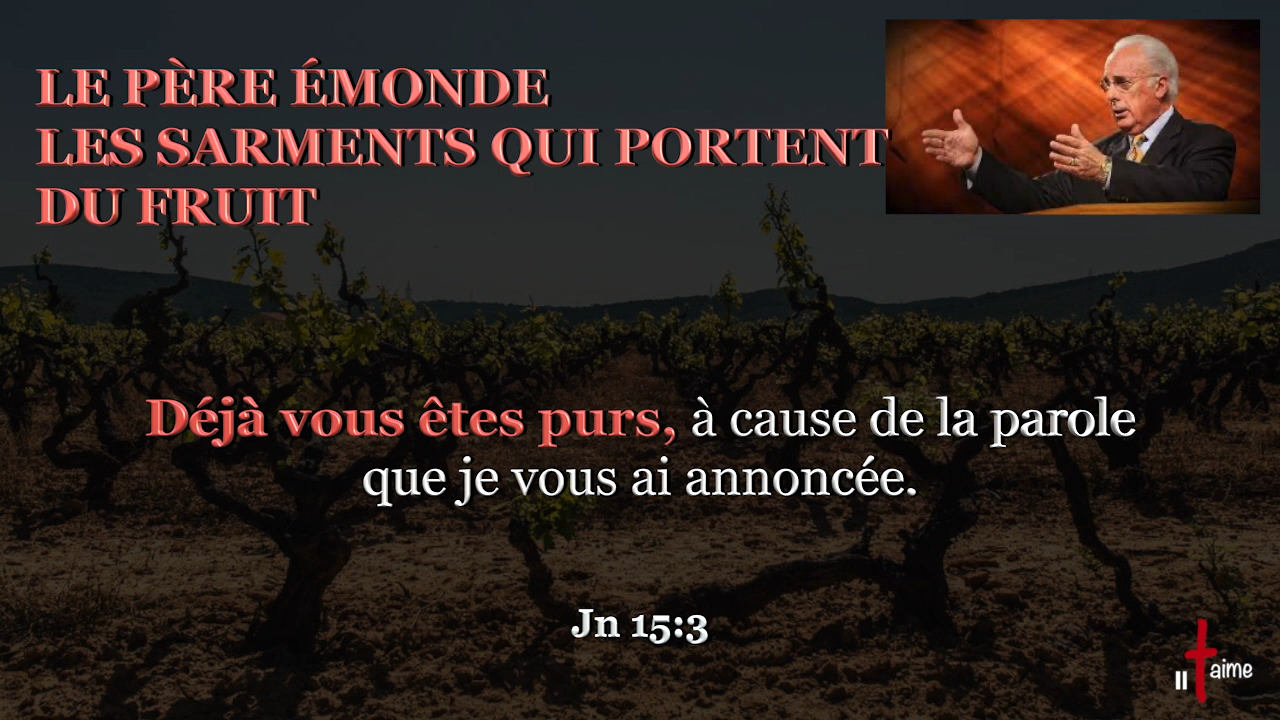 LE PÈRE ÉMONDE
LES SARMENTS QUI PORTENT
DU FRUIT
Déjà vous êtes purs, à cause de la parole
que je vous ai annoncée.
Jn 15:3
Il t aime